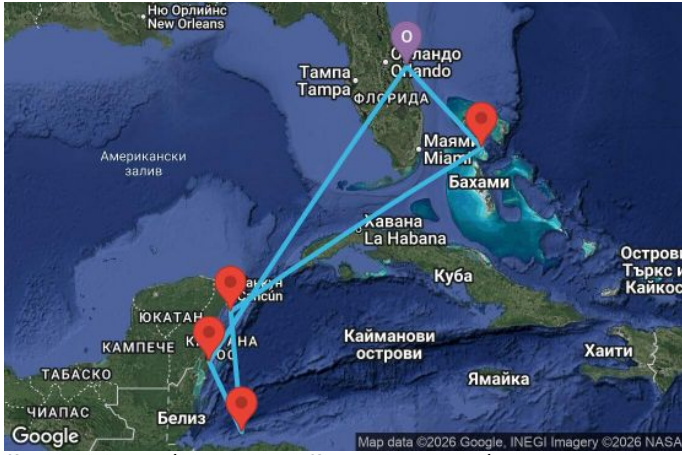 Ню Орлийнс
New Orleans
O
Орландо
Orlando
Тампа
Tampa
ФЛОРИДА
Американски
залив
Маями
Miami
Бахами
Хавана
La Habana
Острови
Търкс и
Кайкос
Cancún
Куба
ЮКАТАН
КАМПЕЧЕ
Кайманови
острови
Хаити
ТАБАСКО
Ямайка
ЧИАПАС
Белиз
Google
Map data ©2026 Google, INEGI Imagery ©2026 NASA